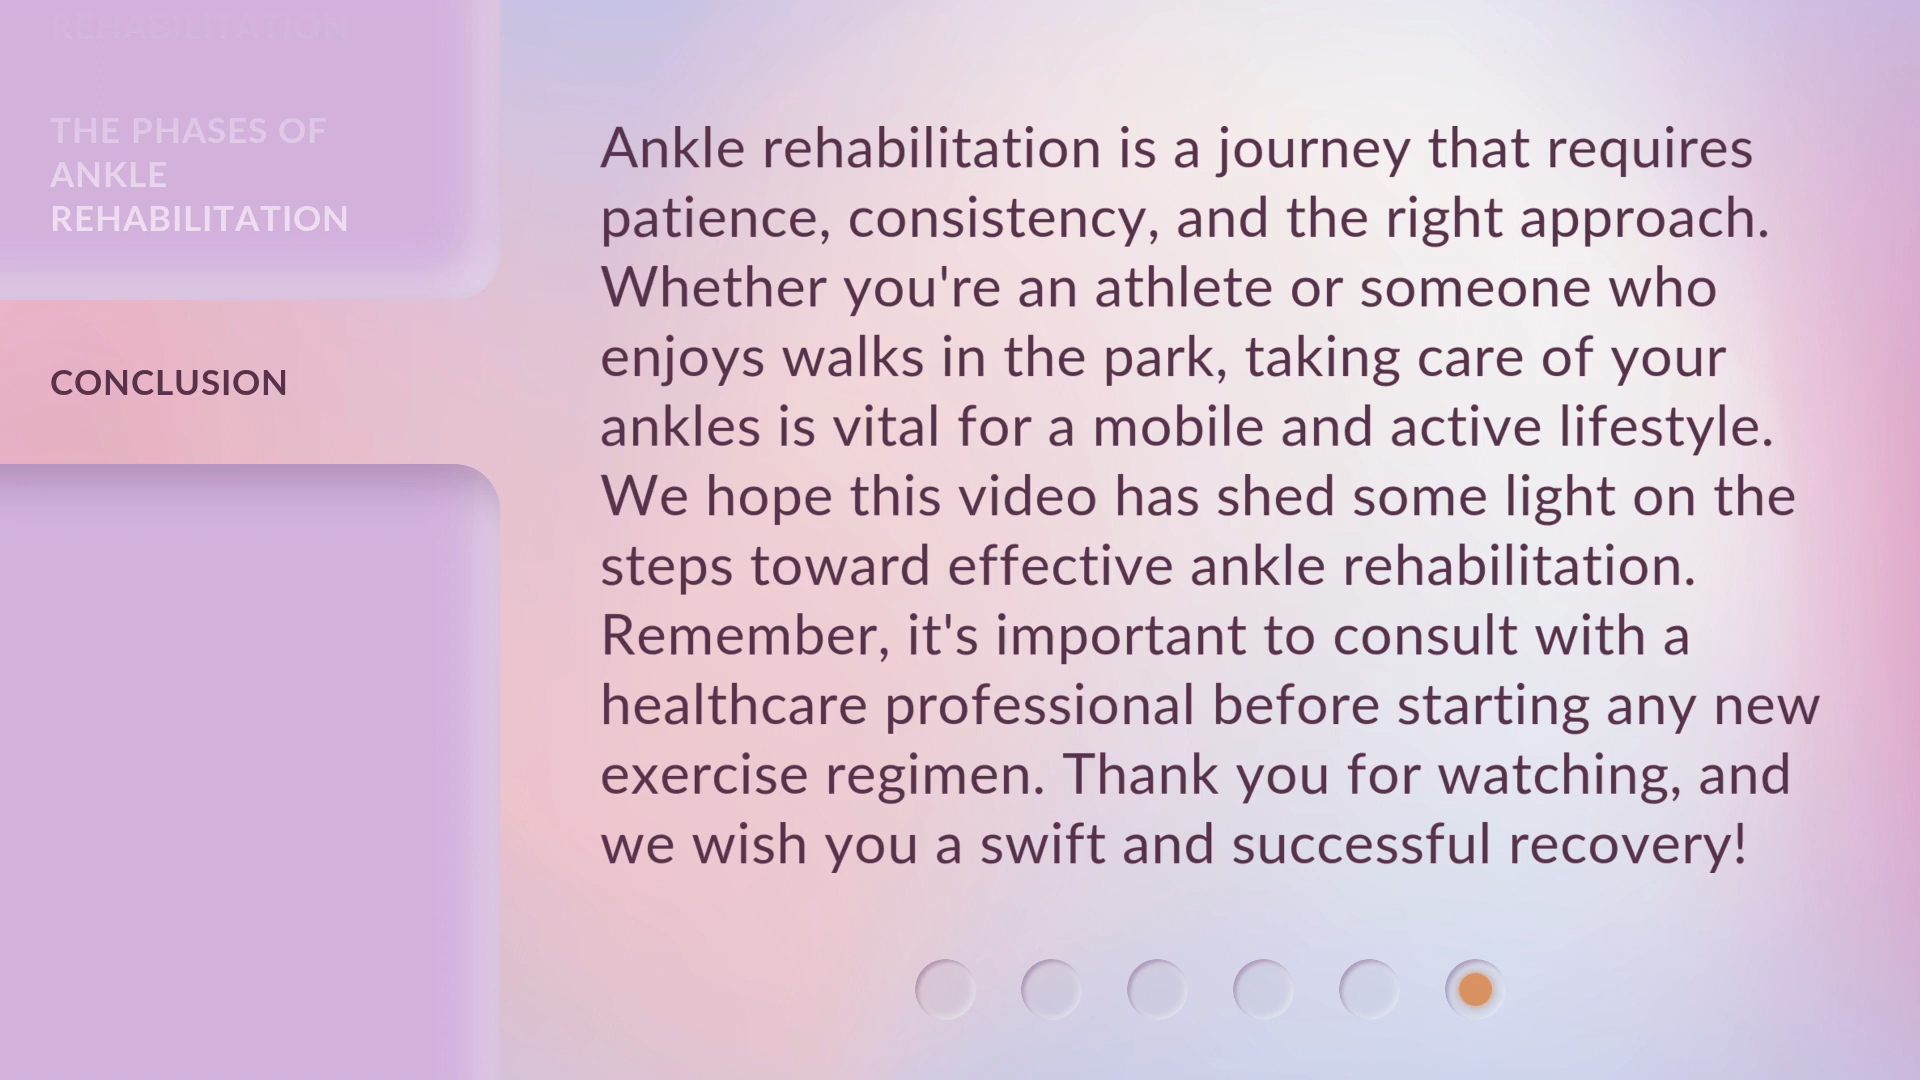 REHABILITATION
THE PHASES OF
ANKLE
REHABILITATION
CONCLUSION
Ankle rehabilitation is a journey that requires
patience, consistency, and the right approach.
Whether you're an athlete or someone who
enjoys walks in the park, taking care of your
ankles is vital for a mobile and active lifestyle.
We hope this video has shed some light on the
steps toward effective ankle rehabilitation.
Remember, it's important to consult with a
healthcare professional before starting any new
exercise regimen. Thank you for watching, and
we wish you a swift and successful recovery!